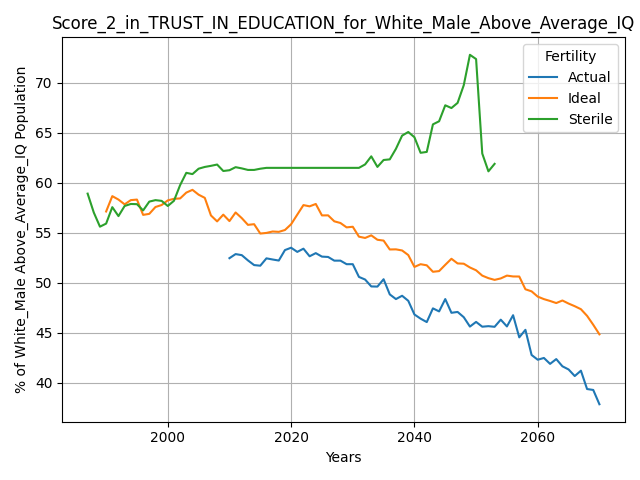 Score_2_in_TRUST_IN_EDUCATION_for_White_Male_Above_Average_IQ
% of White_Male Above_Average_IQ Population
70
65
60
55
50
45
40
Fertility
Actual
Ideal
Sterile
2000
2020
2040
2060
Years